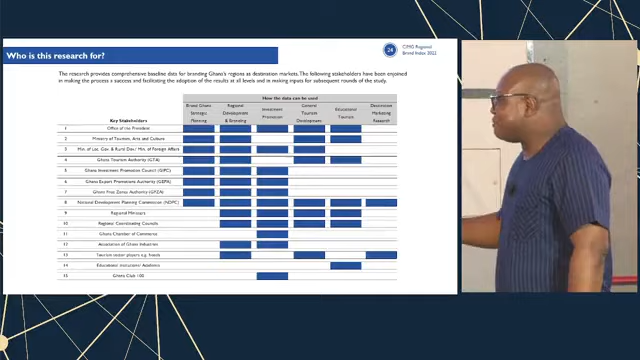 Who is this research for?
24
CIMG Regional
Brand Index 2022
The research provides comprehensive baseline data for branding Ghana's regions as destination markets. The following stakeholders have been enjoined
in making the process a success and facilitating the adoption of the results at all levels and in making inputs for subsequent rounds of the study.
How the data can be used
Key Stakeholders
Brand Ghana Strategic Planning
Regional Development & Branding
Investment Promotion
General Tourism Development
Educational Tourism
Destination Marketing Research
1 Office of the President
2 Ministry of Tourism, Arts and Culture
3 Min. of Loc. Gov. & Rural Dev./ Min. of Foreign Affairs
4 Ghana Tourism Authority (GTA)
5 Ghana Investment Promotion Council (GIPC)
6 Ghana Export Promotions Authority (GEPA)
7 Ghana Free Zones Authority (GFZA)
8 National Development Planning Commission (NDPC)
9 Regional Ministers
10 Regional Coordinating Councils
11 Ghana Chamber of Commerce
12 Association of Ghana Industries
13 Tourism sector players e.g. hotels
14 Educational institutions/ Academia
15 Ghana Club 100